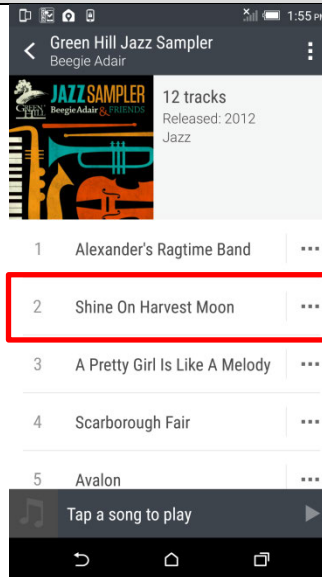 1:55 PM
Green Hill Jazz Sampler
Beegie Adair
GREEN HILL
JAZZ SAMPLER
Beegie Adair & FRIENDS
12 tracks
Released: 2012
Jazz
1 Alexander's Ragtime Band
2 Shine On Harvest Moon
3 A Pretty Girl Is Like A Melody
4 Scarborough Fair
5 Avalon
Tap a song to play